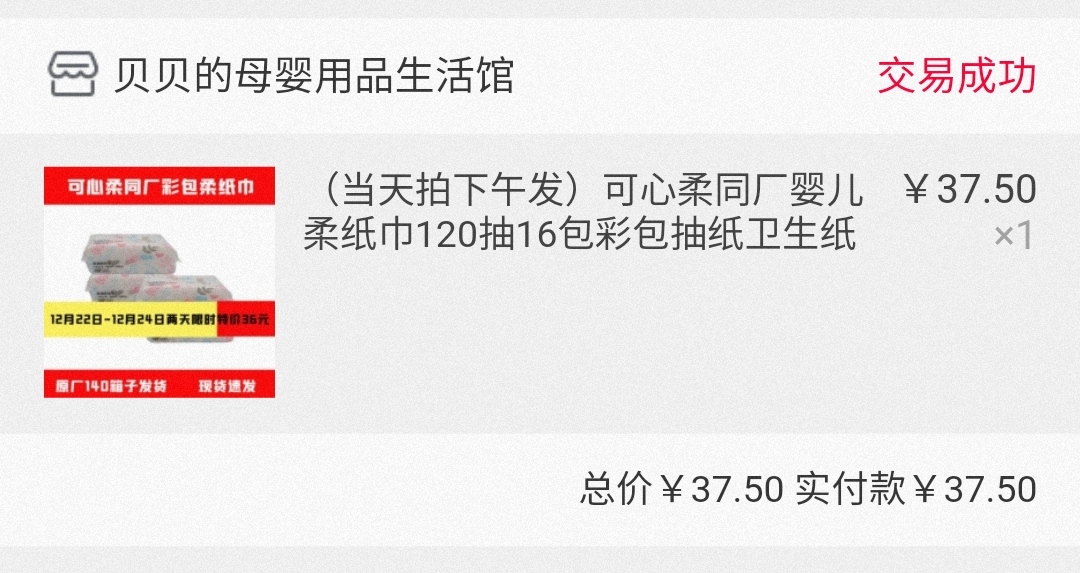 贝贝的母婴用品生活馆
交易成功
可心柔同厂彩包柔纸巾
12月22日-12月24日两天限时特价36元
原厂140箱子发货 现货速发
（当天拍下午发）可心柔同厂婴儿 ￥37.50
柔纸巾120抽16包彩包抽纸卫生纸 ×1
总价￥37.50 实付款￥37.50